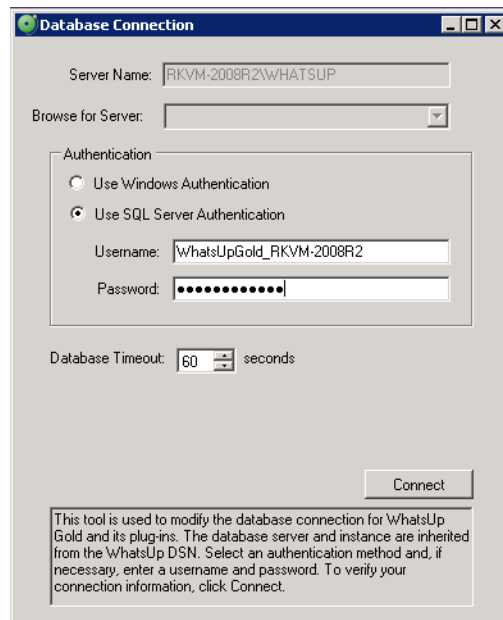 Database Connection
Server Name: RKVM-2008R2\WHATSUP
Browse for Server:
Authentication
Use Windows Authentication
Use SQL Server Authentication
Username: WhatsUpGold_RKVM-2008R2
Password: ●●●●●●●●●●●●
Database Timeout: 60 seconds
Connect
This tool is used to modify the database connection for WhatsUp
Gold and its plug-ins. The database server and instance are inherited
from the WhatsUp DSN. Select an authentication method and, if
necessary, enter a username and password. To verify your
connection information, click Connect.